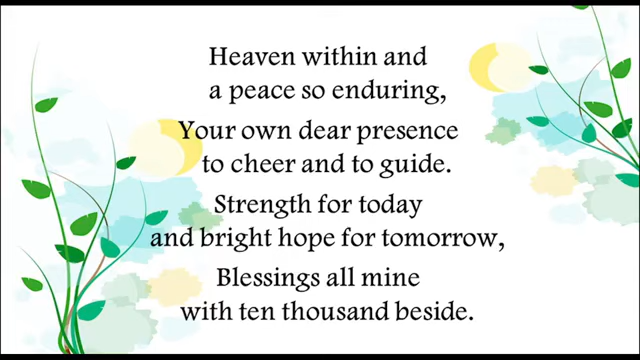 Heaven within and
a peace so enduring,
Your own dear presence
to cheer and to guide.
Strength for today
and bright hope for tomorrow,
Blessings all mine
with ten thousand beside.